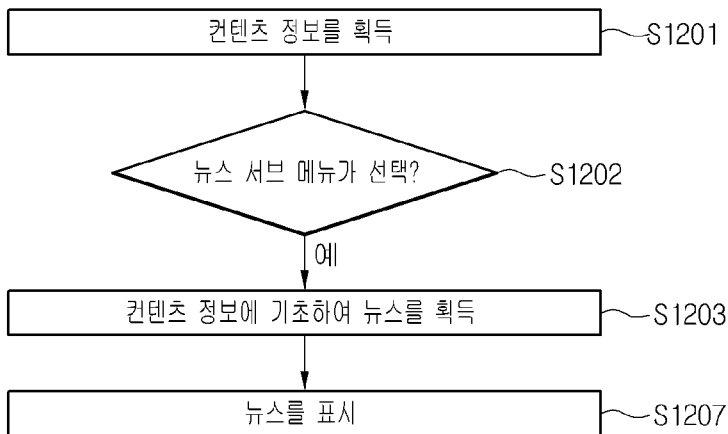 컨텐츠 정보를 획득
S1201
뉴스 서브 메뉴가 선택?
S1202
예
컨텐츠 정보에 기초하여 뉴스를 획득
S1203
뉴스를 표시
S1207